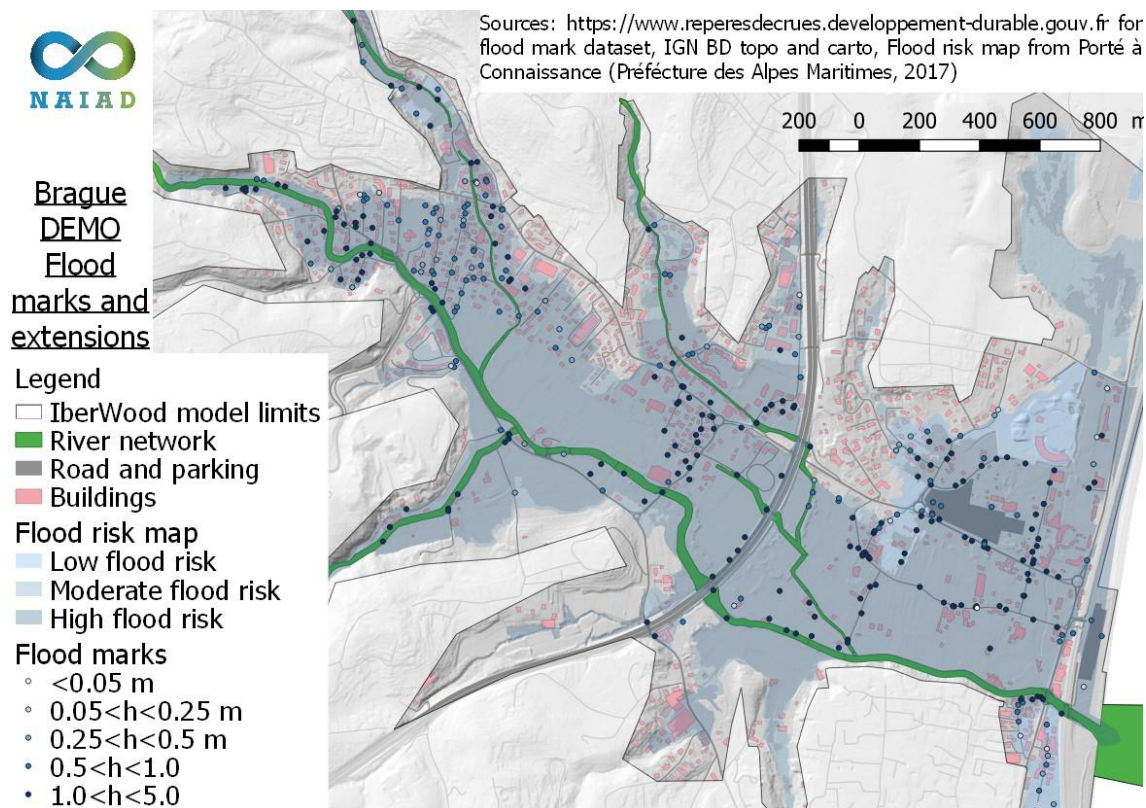 Sources: https://www.reperesdecrues.developpement-durable.gouv.fr for
flood mark dataset, IGN BD topo and carto, Flood risk map from Porté à
Connaissance (Préfécture des Alpes Maritimes, 2017)
NAIAD
200 0 200 400 600 800 m
Brague
DEMO
Flood
marks and
extensions
Legend
IberWood model limits
River network
Road and parking
Buildings
Flood risk map
Low flood risk
Moderate flood risk
High flood risk
Flood marks
<0.05 m
0.05<h<0.25 m
0.25<h<0.5 m
0.5<h<1.0
1.0<h<5.0